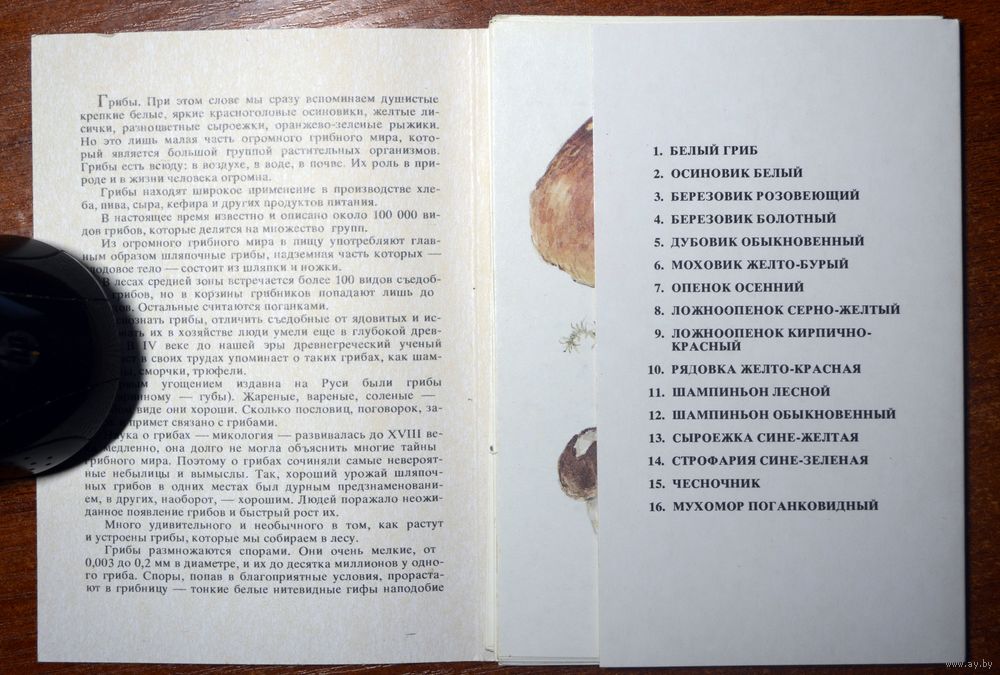 Грибы. При этом слове мы сразу вспоминаем душистые
крепкие белые, яркие красноголовые осиновики, желтые ли-
сички, разноцветные сыроежки, оранжево-зеленые рыжики.
Но это лишь малая часть огромного грибного мира, кото-
рый является большой группой растительных организмов.
Грибы есть всюду: в воздухе, в воде, в почве. Их роль в при-
роде и в жизни человека огромна.
Грибы находят широкое применение в производстве хле-
ба, пива, сыра, кефира и других продуктов питания.
В настоящее время известно и описано около 100 000 ви-
дов грибов, которые делятся на множество групп.
Из огромного грибного мира в пищу употребляют глав-
ным образом шляпочные грибы, надземная часть которых —
плодовое тело — состоит из шляпки и ножки.
В лесах средней зоны встречается более 100 видов съедоб-
грибов, но в корзины грибников попадают лишь до
Остальные считаются поганками.
грибы, отличить съедобные от ядовитых и ис-
их в хозяйстве люди умели еще в глубокой древ-
В IV веке до нашей эры древнегреческий ученый
в своих трудах упоминает о таких грибах, как шам-
сморчки, трюфели.
угощением издавна на Руси были грибы
— губы). Жареные, вареные, соленые —
виде они хороши. Сколько пословиц, поговорок, за-
примет связано с грибами.
о грибах — микология — развивалась до XVIII ве-
медленно, она долго не могла объяснить многие тайны
грибного мира. Поэтому о грибах сочиняли самые невероят-
ные небылицы и вымыслы. Так, хороший урожай шляпоч-
ных грибов в одних местах был дурным предзнаменовани-
ем, в других, наоборот, — хорошим. Людей поражало неожи-
данное появление грибов и быстрый рост их.
Много удивительного и необычного в том, как растут
и устроены грибы, которые мы собираем в лесу.
Грибы размножаются спорами. Они очень мелкие, от
0,003 до 0,2 мм в диаметре, и их до десятка миллионов у одно-
го гриба. Споры, попав в благоприятные условия, прораста-
ют в грибницу — тонкие белые нитевидные гифы наподобие
1. БЕЛЫЙ ГРИБ
2. ОСИНОВИК БЕЛЫЙ
3. БЕРЕЗОВИК РОЗОВЕЮЩИЙ
4. БЕРЕЗОВИК БОЛОТНЫЙ
5. ДУБОВИК ОБЫКНОВЕННЫЙ
6. МОХОВИК ЖЕЛТО-БУРЫЙ
7. ОПЕНОК ОСЕННИЙ
8. ЛОЖНООПЕНОК СЕРНО-ЖЕЛТЫЙ
9. ЛОЖНООПЕНОК КИРПИЧНО-
КРАСНЫЙ
10. РЯДОВКА ЖЕЛТО-КРАСНАЯ
11. ШАМПИНЬОН ЛЕСНОЙ
12. ШАМПИНЬОН ОБЫКНОВЕННЫЙ
13. СЫРОЕЖКА СИНЕ-ЖЕЛТАЯ
14. СТРОФАРИЯ СИНЕ-ЗЕЛЕНАЯ
15. ЧЕСНОЧНИК
16. МУХОМОР ПОГАНКОВИДНЫЙ
www.ay.by